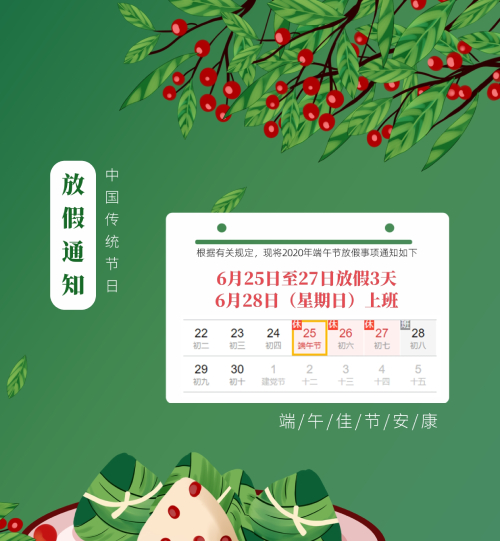 放假通知
中国传统节日
根据有关规定，现将2020年端午节放假事项通知如下
6月25日至27日放假3天
6月28日（星期日）上班
休 休 休 班
22 23 24 25 26 27 28
初二 初三 初四 端午节 初六 初七 初八
29 30 1 2 3 4 5
初九 初十 建党节 十二 十三 十四 十五
端/午/佳/节/安/康